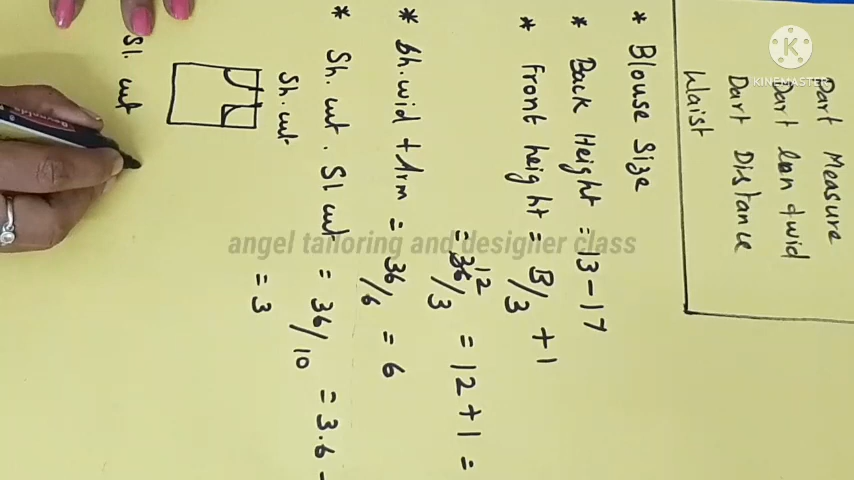 Dart Measure
Dart len & wid
Dart Distance
Waist
* Blouse Size
* Back Height = 13 - 17
* Front height = B/3 + 1
= 36/3 = 12 + 1 =
12
* Sh. wid + Arm = 36/6 = 6
* Sh. wt. Sl wt = 36/10 = 3.6 -
= 3
Sh. wt
Sl. wt
angel tailoring and designer class
KINEMASTER